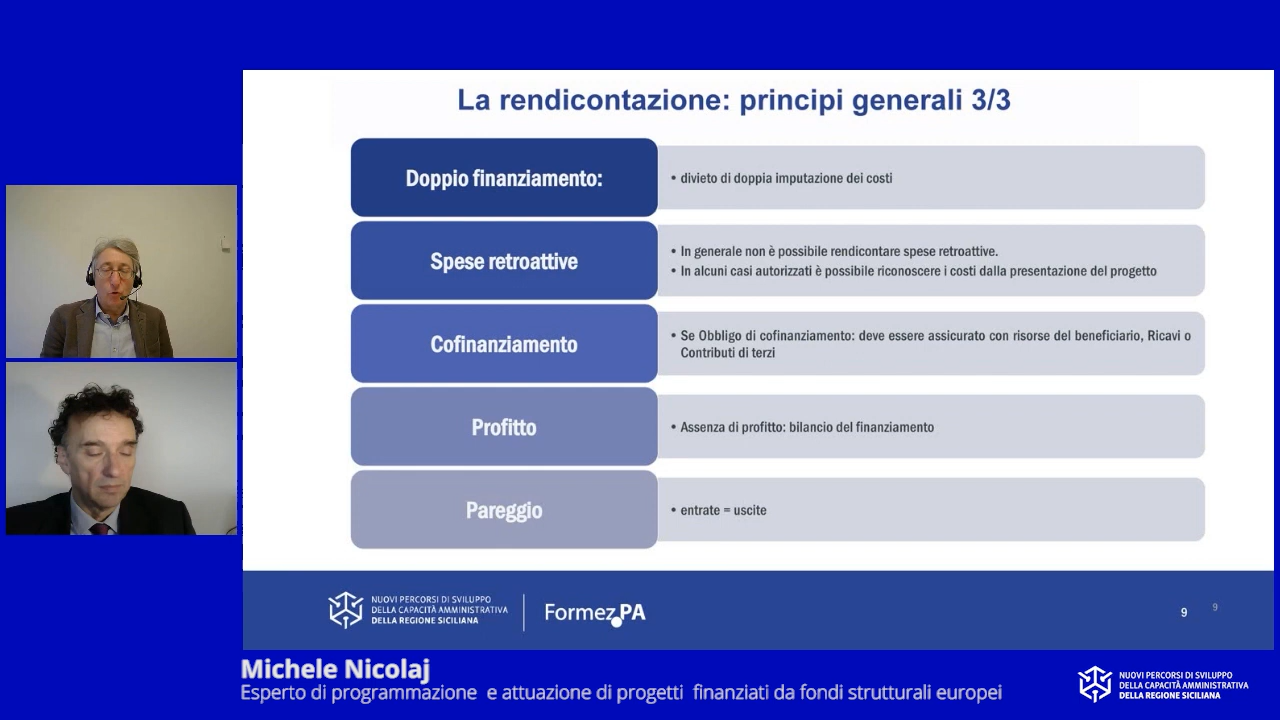 La rendicontazione: principi generali 3/3
Doppio finanziamento:
• divieto di doppia imputazione dei costi
Spese retroattive
• In generale non è possibile rendicontare spese retroattive.
• In alcuni casi autorizzati è possibile riconoscere i costi dalla presentazione del progetto
Cofinanziamento
• Se Obbligo di cofinanziamento: deve essere assicurato con risorse del beneficiario, Ricavi o
Contributi di terzi
Profitto
• Assenza di profitto: bilancio del finanziamento
Pareggio
• entrate = uscite
NUOVI PERCORSI DI SVILUPPO
DELLA CAPACITÀ AMMINISTRATIVA
DELLA REGIONE SICILIANA
Formez PA
9
9
Michele Nicolaj
Esperto di programmazione e attuazione di progetti finanziati da fondi strutturali europei
NUOVI PERCORSI DI SVILUPPO
DELLA CAPACITÀ AMMINISTRATIVA
DELLA REGIONE SICILIANA